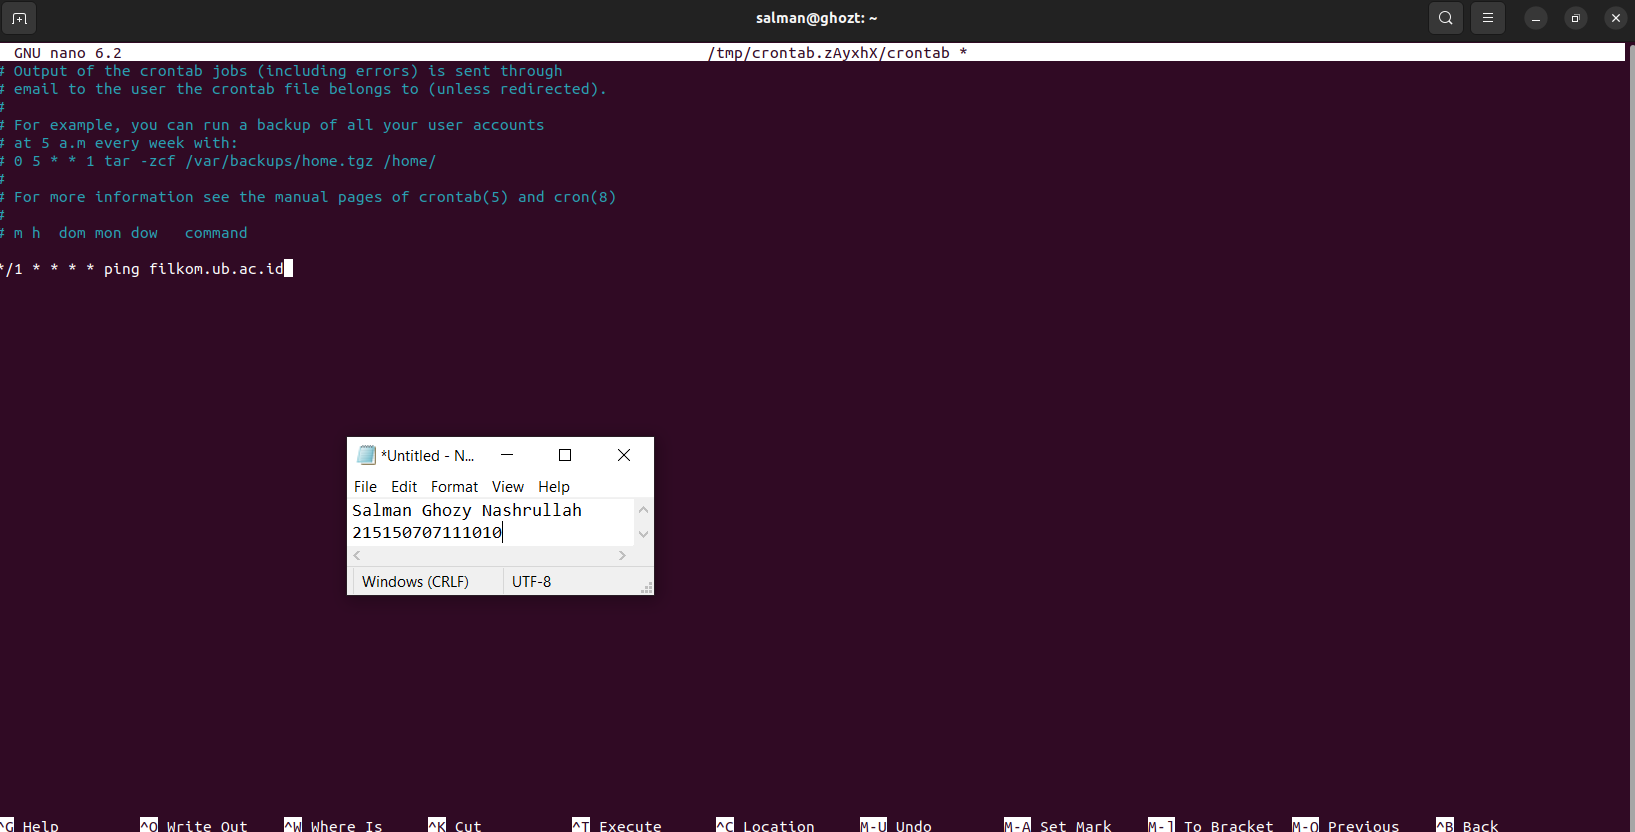 salman@ghozt: ~
GNU nano 6.2 /tmp/crontab.zAyxhX/crontab *
# Output of the crontab jobs (including errors) is sent through
# email to the user the crontab file belongs to (unless redirected).
#
# For example, you can run a backup of all your user accounts
# at 5 a.m every week with:
# 0 5 * * 1 tar -zcf /var/backups/home.tgz /home/
#
# For more information see the manual pages of crontab(5) and cron(8)
#
# m h  dom mon dow   command
*/1 * * * * ping filkom.ub.ac.id
*Untitled - N...
File Edit Format View Help
Salman Ghozy Nashrullah
215150707111010
Windows (CRLF) UTF-8
^G Help ^O Write Out ^W Where Is ^K Cut ^T Execute ^C Location M-U Undo M-A Set Mark M-] To Bracket M-Q Previous ^B Back